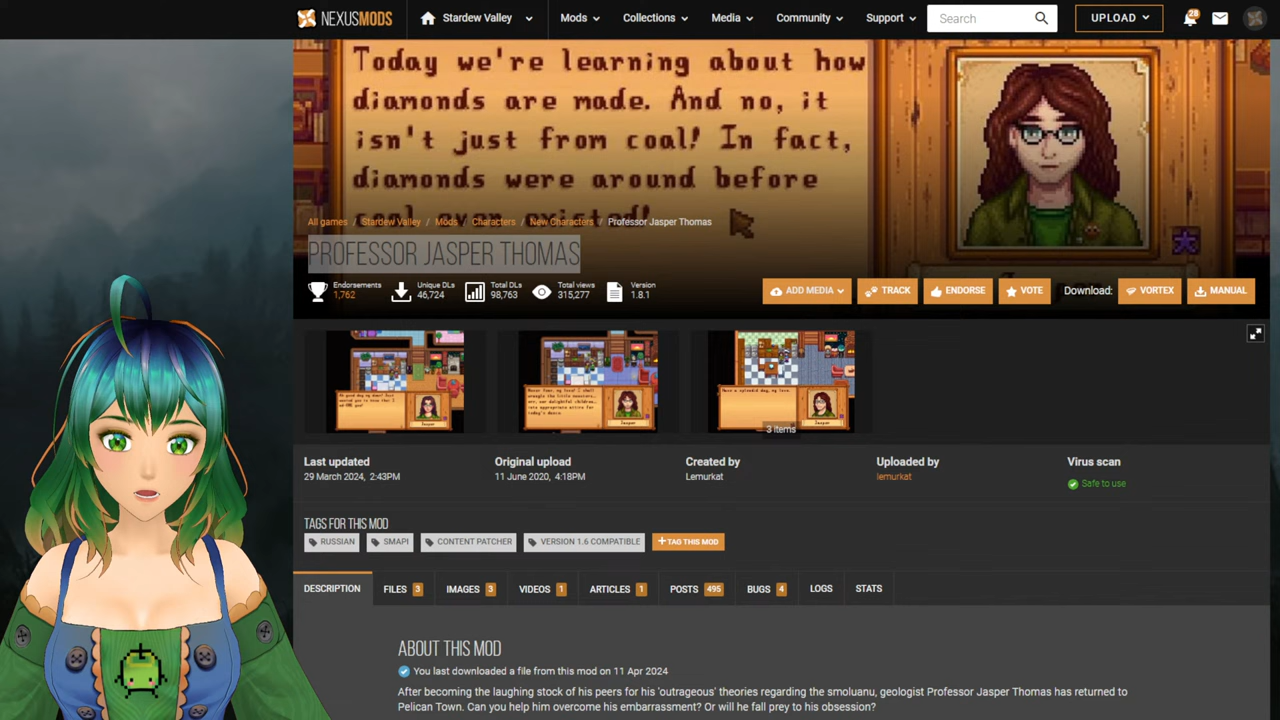 NEXUSMODS
Stardew Valley
Mods
Collections
Media
Community
Support
Search
UPLOAD
28
Today we're learning about how
diamonds are made. And no, it
isn't just from coal! In fact,
diamonds were around before
All games / Stardew Valley / Mods / Characters / New Characters / Professor Jasper Thomas
PROFESSOR JASPER THOMAS
Endorsements
1,762
Unique DLs
46,724
Total DLs
98,763
Total views
315,277
Version
1.8.1
ADD MEDIA
TRACK
ENDORSE
VOTE
Download:
VORTEX
MANUAL
Jasper
Jasper
Have a splendid day, my love.
Jasper
3 items
Last updated
29 March 2024, 2:43PM
Original upload
11 June 2020, 4:18PM
Created by
Lemurkat
Uploaded by
lemurkat
Virus scan
Safe to use
TAGS FOR THIS MOD
RUSSIAN
SMAPI
CONTENT PATCHER
VERSION 1.6 COMPATIBLE
+ TAG THIS MOD
DESCRIPTION
FILES 3
IMAGES 3
VIDEOS 1
ARTICLES 1
POSTS 495
BUGS 4
LOGS
STATS
ABOUT THIS MOD
You last downloaded a file from this mod on 11 Apr 2024
After becoming the laughing stock of his peers for his 'outrageous' theories regarding the smoluanu, geologist Professor Jasper Thomas has returned to
Pelican Town. Can you help him overcome his embarrassment? Or will he fall prey to his obsession?